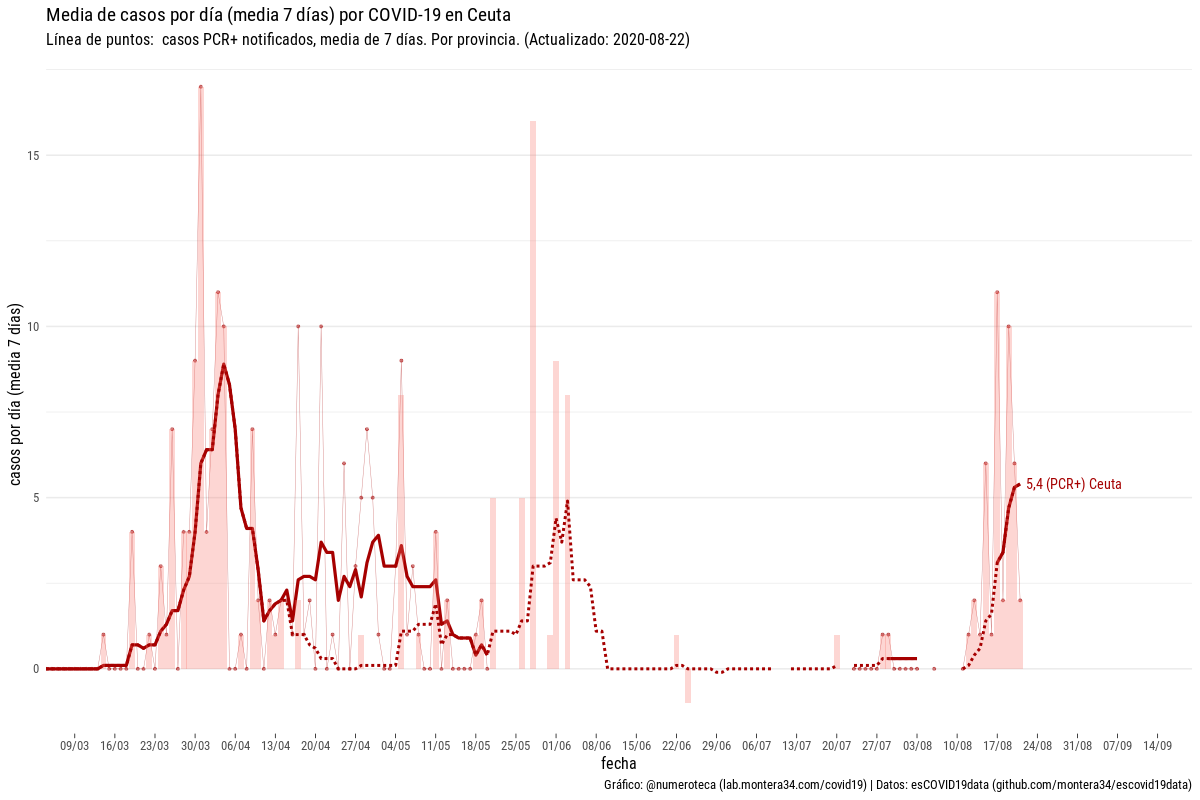 Media de casos por día (media 7 días) por COVID-19 en Ceuta
Línea de puntos:  casos PCR+ notificados, media de 7 días. Por provincia. (Actualizado: 2020-08-22)
casos por día (media 7 días)
15
10
5
0
5,4 (PCR+) Ceuta
09/03 16/03 23/03 30/03 06/04 13/04 20/04 27/04 04/05 11/05 18/05 25/05 01/06 08/06 15/06 22/06 29/06 06/07 13/07 20/07 27/07 03/08 10/08 17/08 24/08 31/08 07/09 14/09
fecha
Gráfico: @numeroteca (lab.montera34.com/covid19) | Datos: esCOVID19data (github.com/montera34/escovid19data)